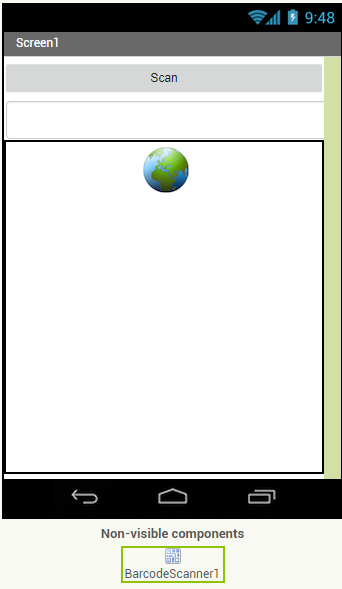 9:48
Screen1
Scan
Non-visible components
BarcodeScanner1